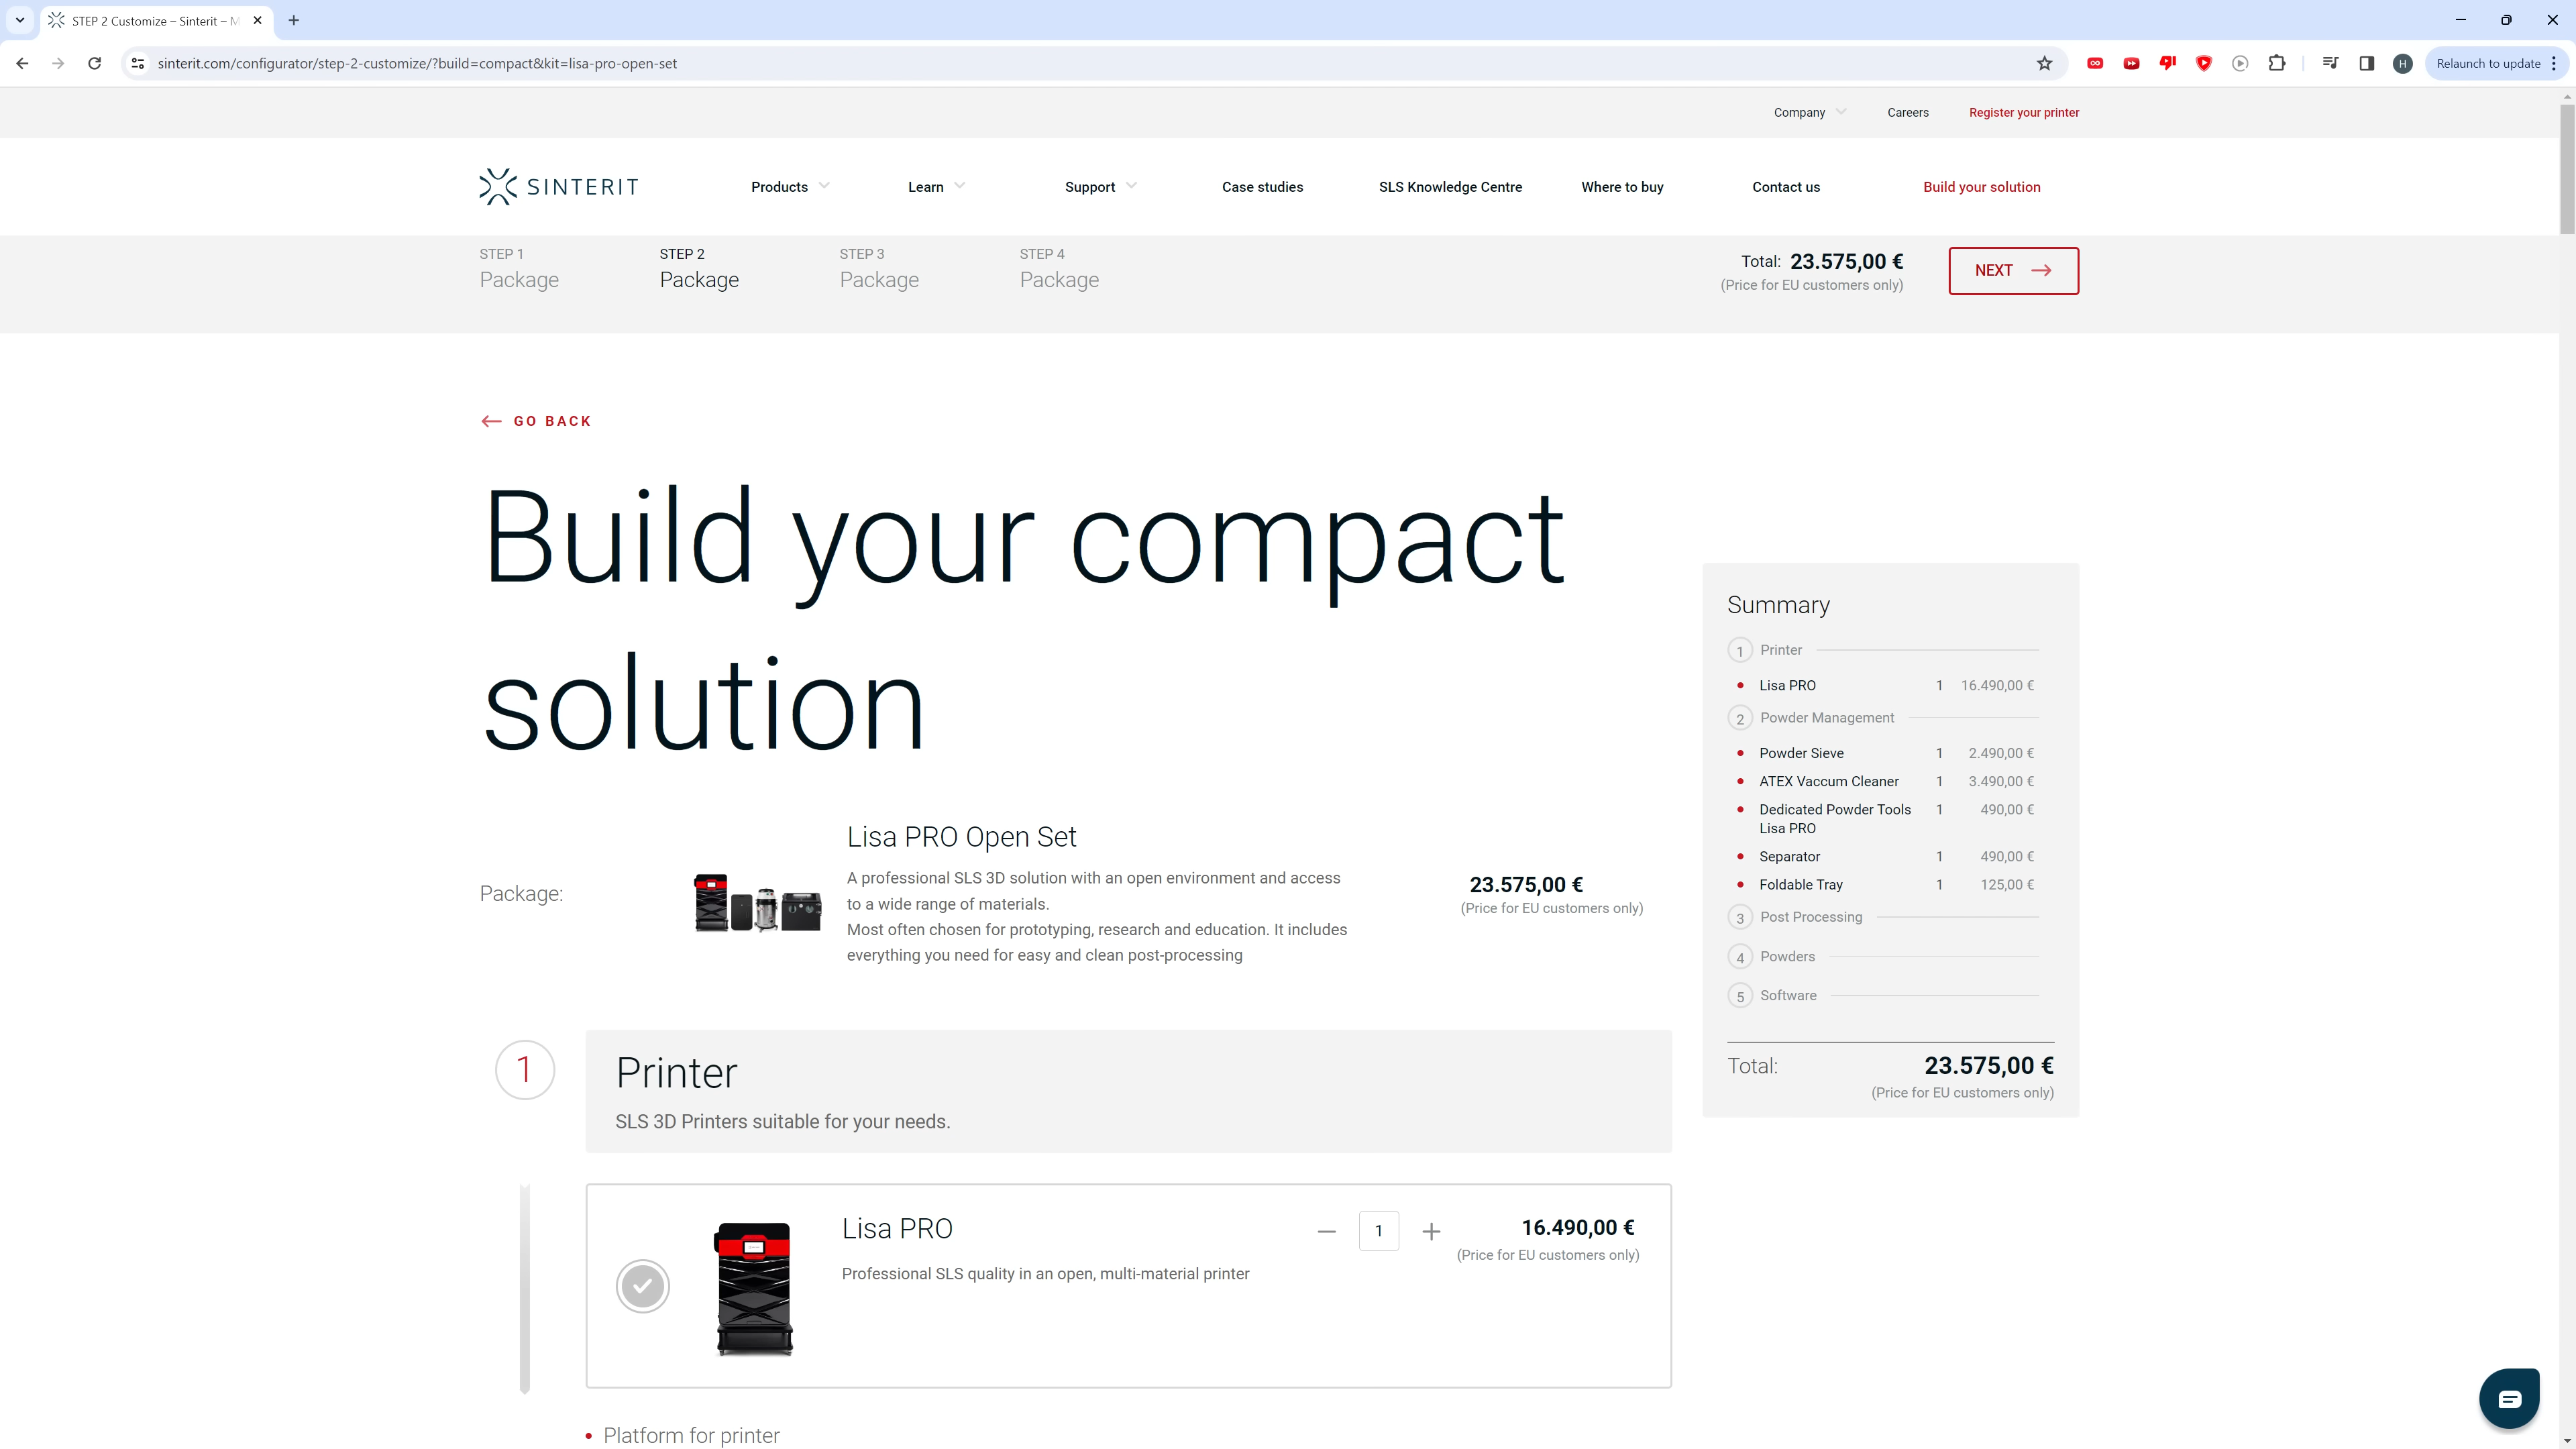 STEP 2 Customize – Sinterit – M
sinterit.com/configurator/step-2-customize/?build=compact&kit=lisa-pro-open-set
H
Relaunch to update
Company
Careers
Register your printer
SINTERIT
Products
Learn
Support
Case studies
SLS Knowledge Centre
Where to buy
Contact us
Build your solution
STEP 1
Package
STEP 2
Package
STEP 3
Package
STEP 4
Package
Total: 23.575,00 €
(Price for EU customers only)
NEXT
GO BACK
Build your compact
solution
Package:
Lisa PRO Open Set
A professional SLS 3D solution with an open environment and access
to a wide range of materials.
Most often chosen for prototyping, research and education. It includes
everything you need for easy and clean post-processing
23.575,00 €
(Price for EU customers only)
Summary
1 Printer
Lisa PRO 1 16.490,00 €
2 Powder Management
Powder Sieve 1 2.490,00 €
ATEX Vaccum Cleaner 1 3.490,00 €
Dedicated Powder Tools 1 490,00 €
Lisa PRO
Separator 1 490,00 €
Foldable Tray 1 125,00 €
3 Post Processing
4 Powders
5 Software
Total: 23.575,00 €
(Price for EU customers only)
1
Printer
SLS 3D Printers suitable for your needs.
Lisa PRO
Professional SLS quality in an open, multi-material printer
1
16.490,00 €
(Price for EU customers only)
Platform for printer